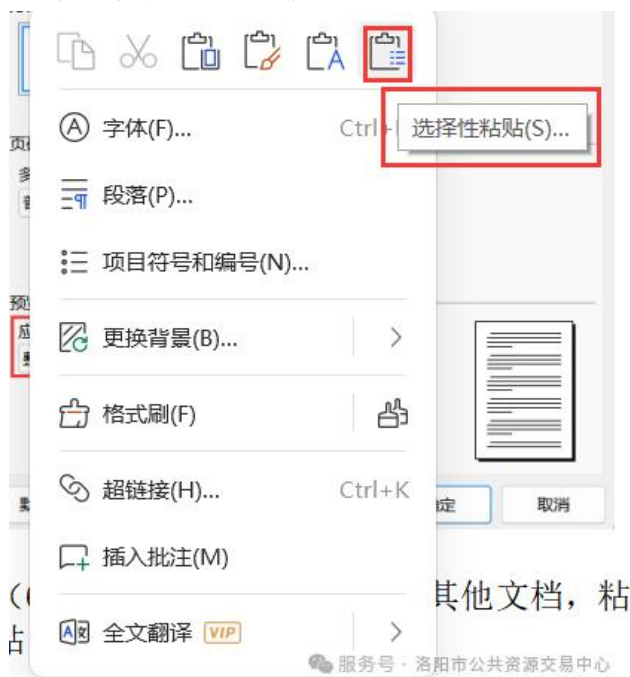 选择性粘贴(S)...
字体(F)...
段落(P)...
项目符号和编号(N)...
更换背景(B)...
格式刷(F)
超链接(H)... Ctrl+K
取消
插入批注(M)
其他文档，粘
全文翻译 VIP
服务号·洛阳市公共资源交易中心